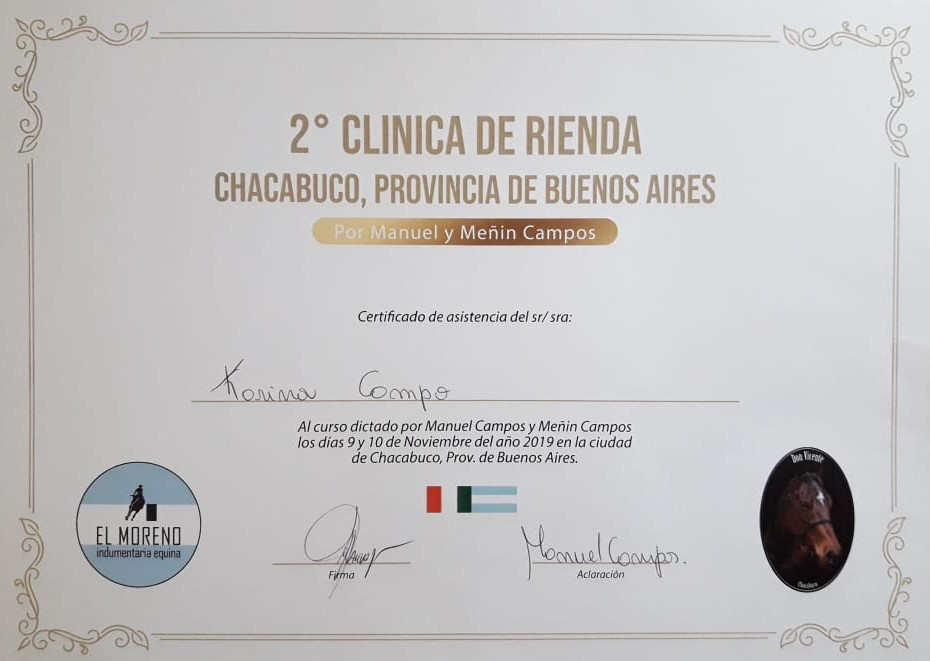 2° CLINICA DE RIENDA
CHACABUCO, PROVINCIA DE BUENOS AIRES
Por Manuel y Meñin Campos
Certificado de asistencia del sr/ sra:
Karina Campo
Al curso dictado por Manuel Campos y Meñin Campos
los días 9 y 10 de Noviembre del año 2019 en la ciudad
de Chacabuco, Prov. de Buenos Aires.
EL MORENO
indumentaria equina
Firma
Manuel Campos.
Aclaración
Don Vicente